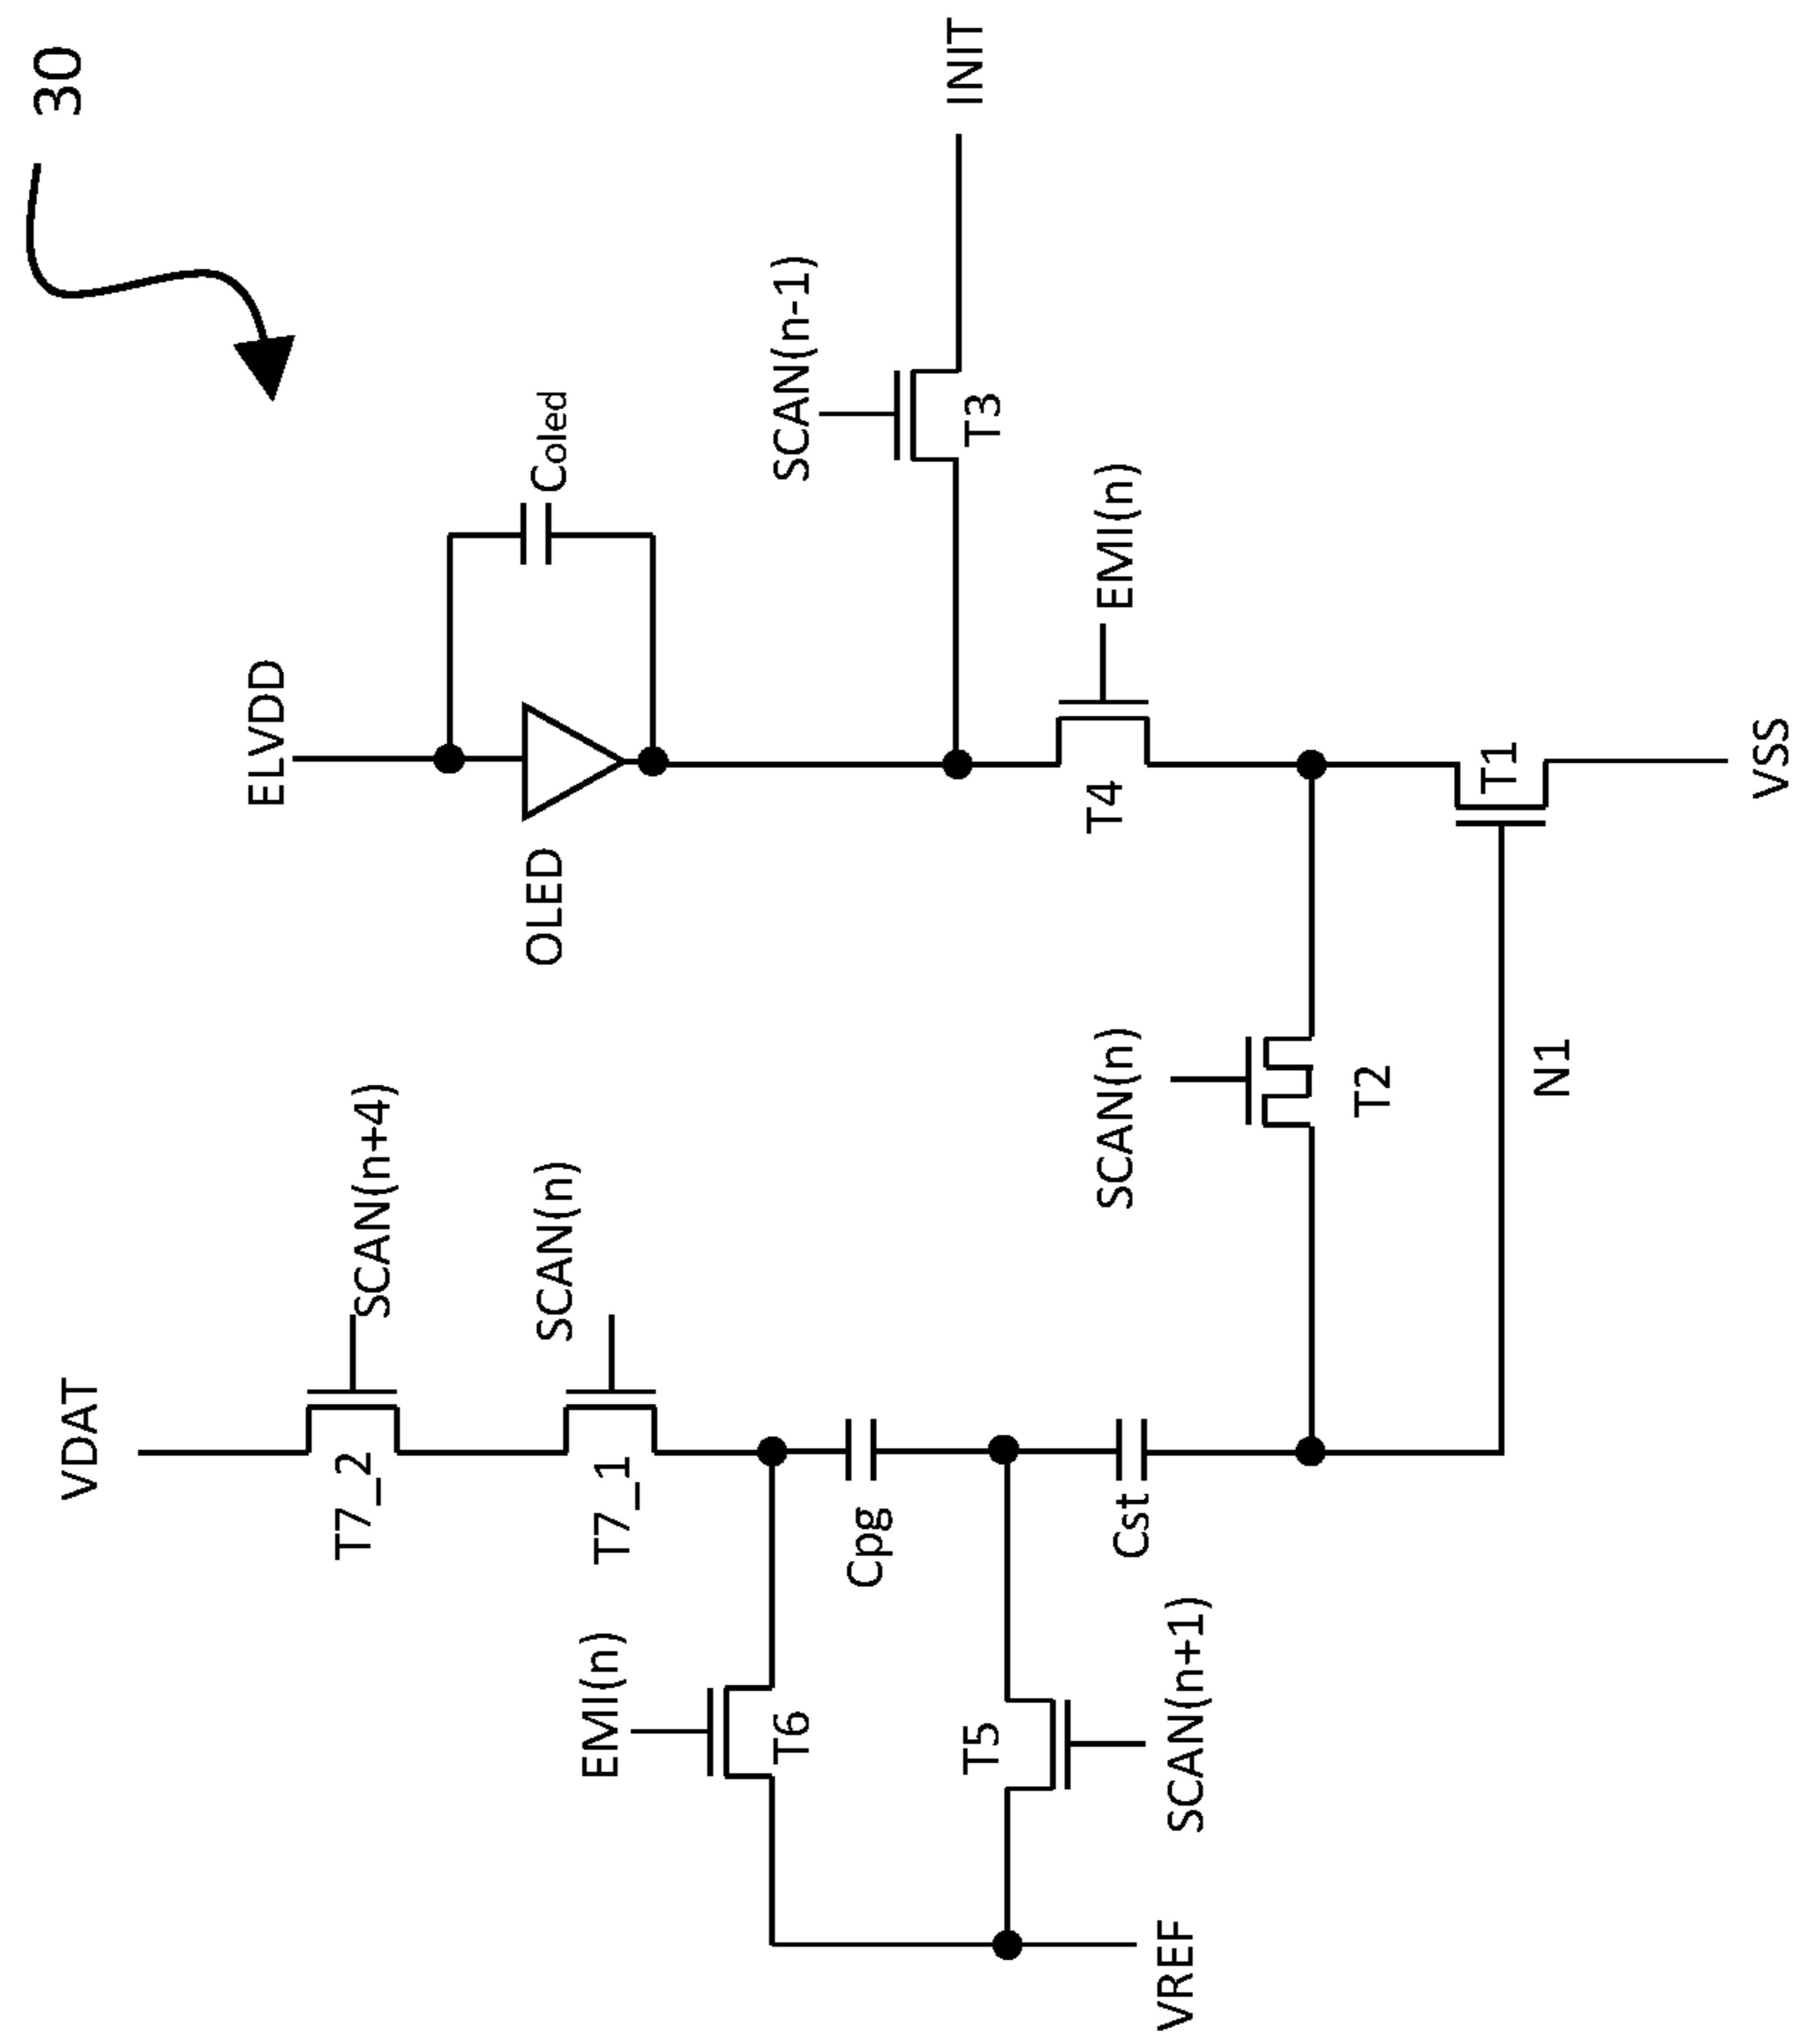 30
ELVDD
Coled
OLED
INIT
SCAN(n-1)
T3
EMI(n)
T4
T1
VSS
VDAT
SCAN(n+4)
T7_2
SCAN(n)
T7_1
EMI(n)
T6
Cpg
SCAN(n)
T2
N1
Cst
T5
SCAN(n+1)
VREF